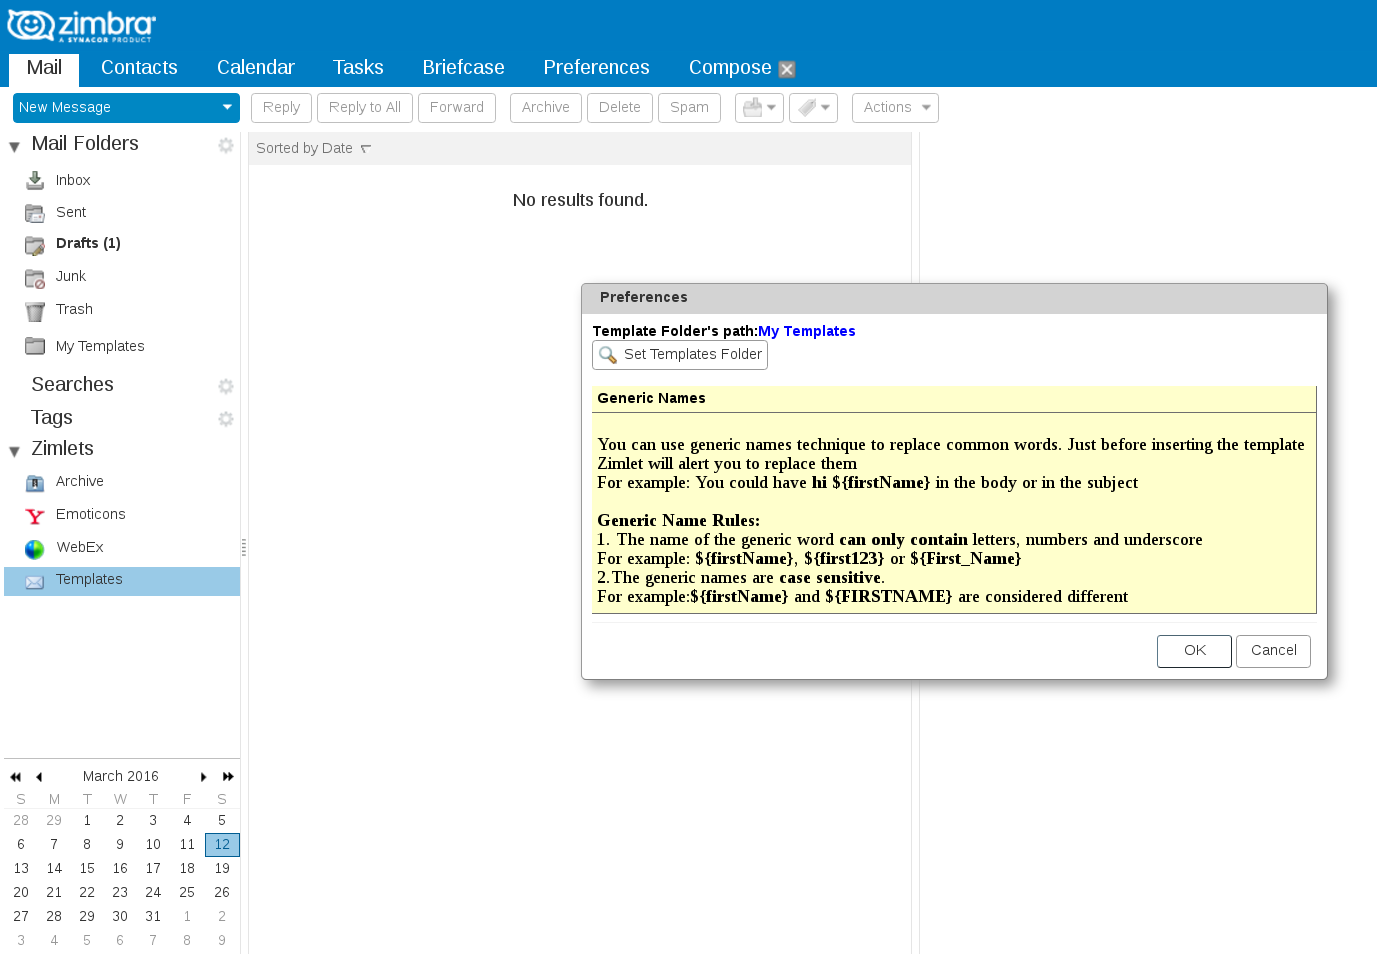 zimbra
A SYNACOR PRODUCT
Mail Contacts Calendar Tasks Briefcase Preferences Compose
New Message Reply Reply to All Forward Archive Delete Spam Actions
Mail Folders
Inbox
Sent
Drafts (1)
Junk
Trash
My Templates
Searches
Tags
Zimlets
Archive
Emoticons
WebEx
Templates
March 2016
S M T W T F S
28 29 1 2 3 4 5
6 7 8 9 10 11 12
13 14 15 16 17 18 19
20 21 22 23 24 25 26
27 28 29 30 31 1 2
3 4 5 6 7 8 9
Sorted by Date
No results found.
Preferences
Template Folder's path:My Templates
Set Templates Folder
Generic Names
You can use generic names technique to replace common words. Just before inserting the template
Zimlet will alert you to replace them
For example: You could have hi ${firstName} in the body or in the subject
Generic Name Rules:
1. The name of the generic word can only contain letters, numbers and underscore
For example: ${firstName}, ${first123} or ${First_Name}
2.The generic names are case sensitive.
For example:${firstName} and ${FIRSTNAME} are considered different
OK Cancel